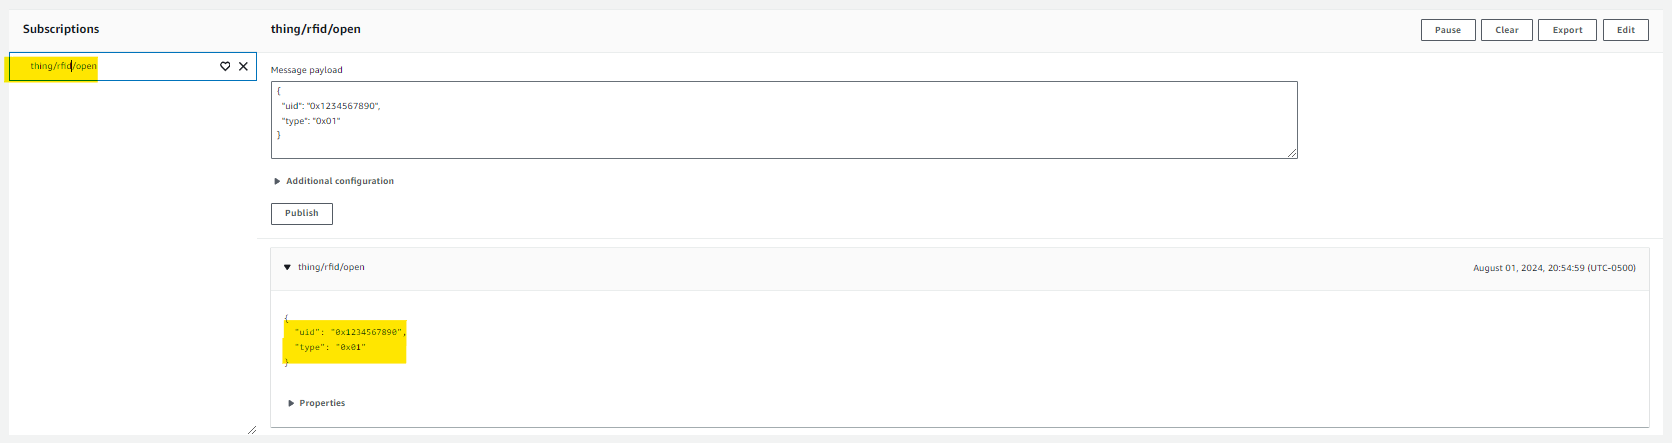 Subscriptions
thing/rfid/open
Pause
Clear
Export
Edit
thing/rfid/open
Message payload
{
"uid": "0x1234567890",
"type": "0x01"
}
Additional configuration
Publish
thing/rfid/open
August 01, 2024, 20:54:59 (UTC-0500)
{
"uid": "0x1234567890",
"type": "0x01"
}
Properties